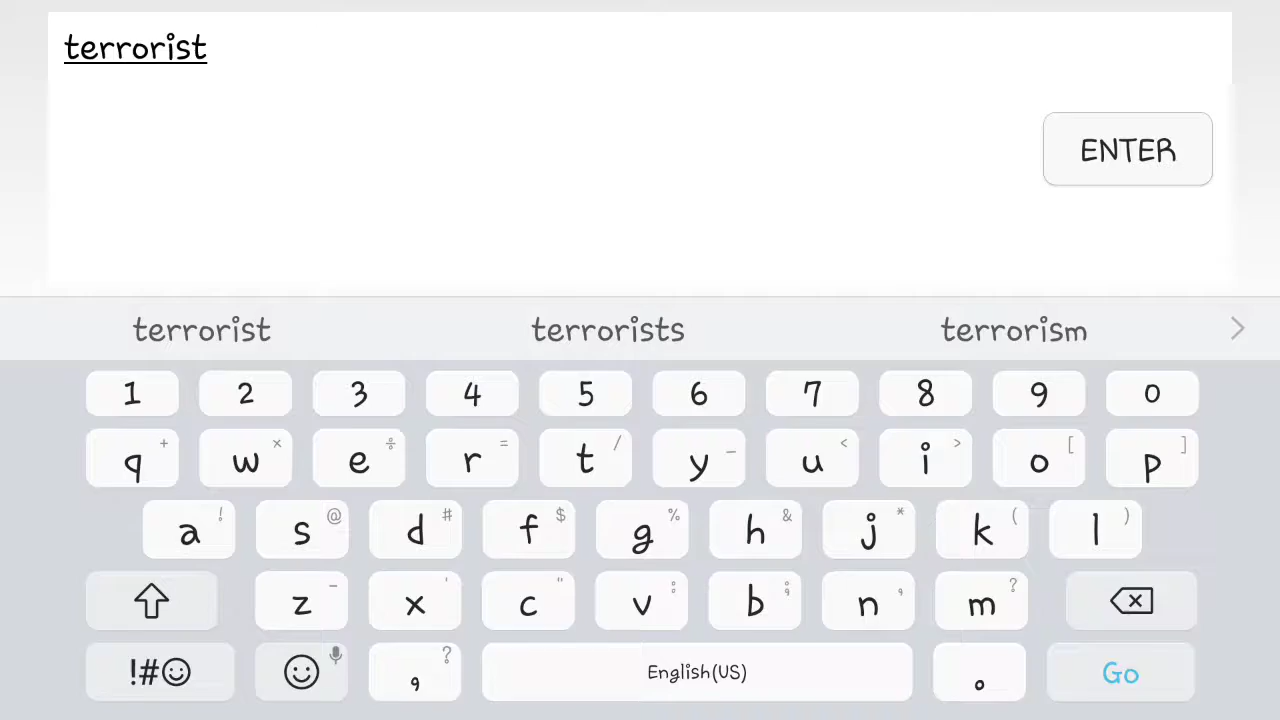 terrorist
ENTER
terrorist terrorists terrorism >
1 2 3 4 5 6 7 8 9 0
q + w × e ÷ r = t / y _ u < i > o [ p ]
a ! s @ d # f $ g % h & j * k ( l )
z - x ' c " v : b ; n , m ?
!#☺ , ? English(US) . Go